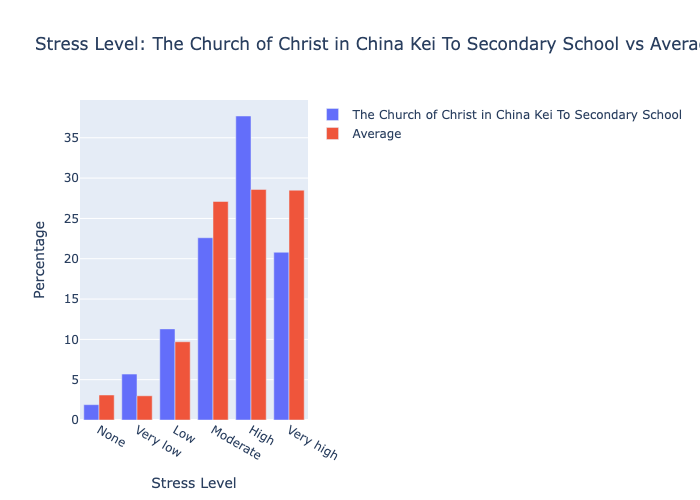 Stress Level: The Church of Christ in China Kei To Secondary School vs
The Church of Christ in China Kei To Secondary School
Average
Percentage
35
30
25
20
15
10
5
0
None
Very low
Low
Moderate
High
Very high
Stress Level